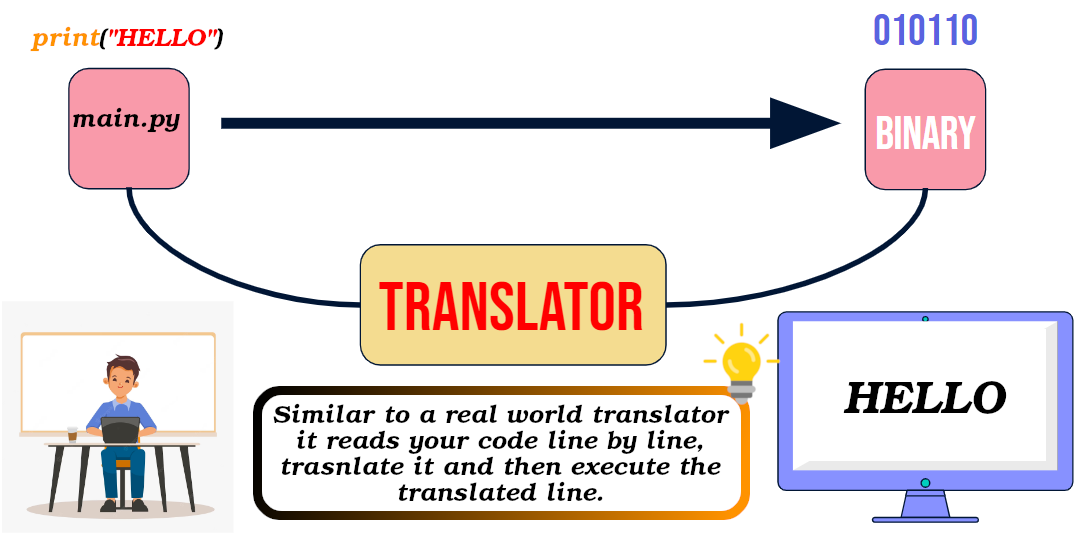 print("HELLO")
010110
main.py
BINARY
TRANSLATOR
Similar to a real world translator
it reads your code line by line,
trasnlate it and then execute the
translated line.
HELLO